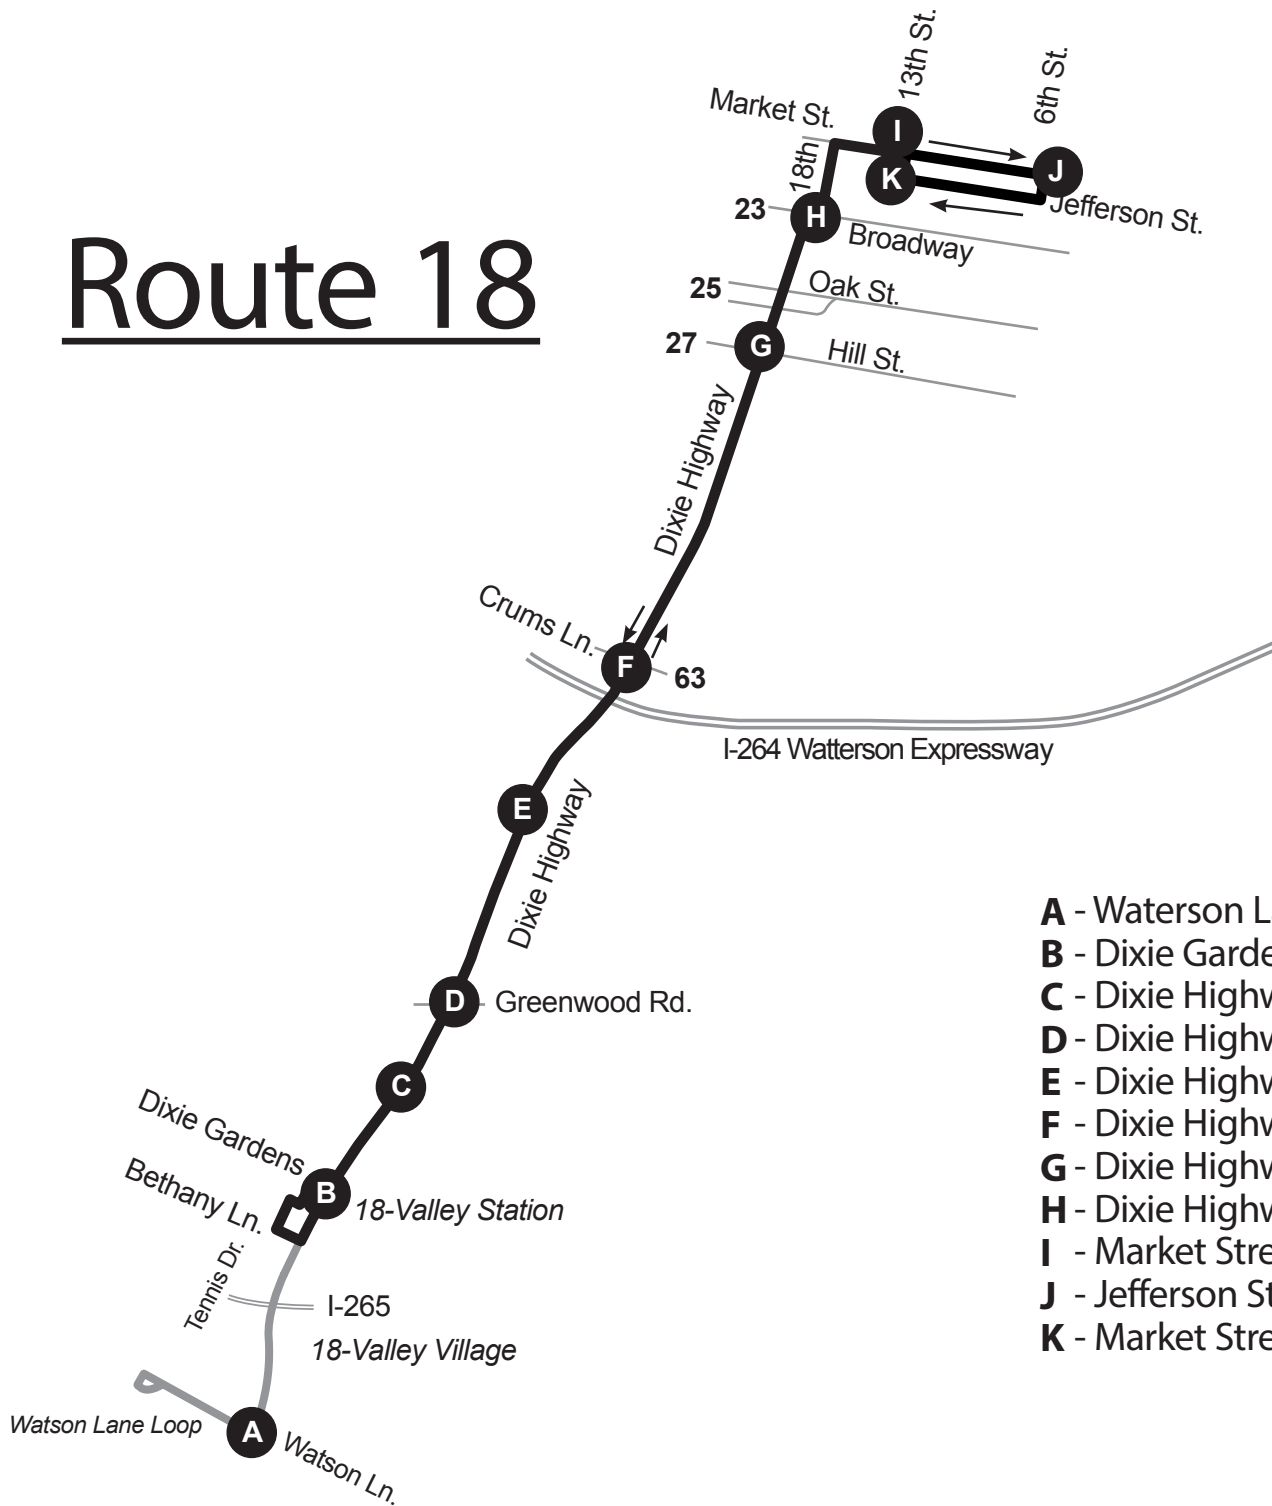 13th St.
6th St.
Market St.
I
J
18th
K
Jefferson St.
23
H
Broadway
Route 18
25
Oak St.
27
G
Hill St.
Dixie Highway
Crums Ln.
F
63
I-264 Watterson Expressway
E
Dixie Highway
D
Greenwood Rd.
C
Dixie Gardens
B
18-Valley Station
Bethany Ln.
Tennis Dr.
I-265
18-Valley Village
Watson Lane Loop
A
Watson Ln.
A - Waterson L
B - Dixie Garde
C - Dixie Highw
D - Dixie Highw
E - Dixie Highw
F - Dixie Highw
G - Dixie Highw
H - Dixie Highw
I - Market Stre
J - Jefferson St
K - Market Stre